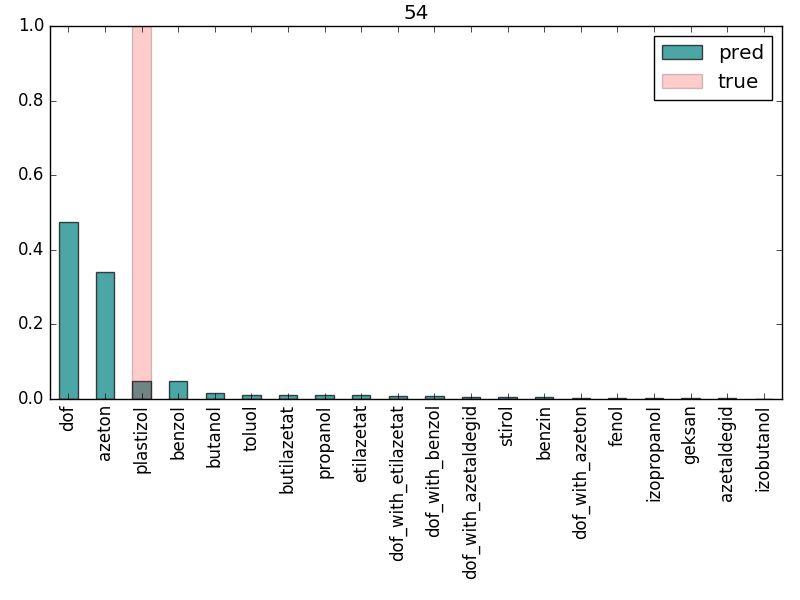 54
1.0
0.8
0.6
0.4
0.2
0.0
pred
true
dof
azeton
plastizol
benzol
butanol
toluol
butilazetat
propanol
etilazetat
dof_with_etilazetat
dof_with_benzol
dof_with_azetaldegid
stirol
benzin
dof_with_azeton
fenol
izopropanol
geksan
azetaldegid
izobutanol